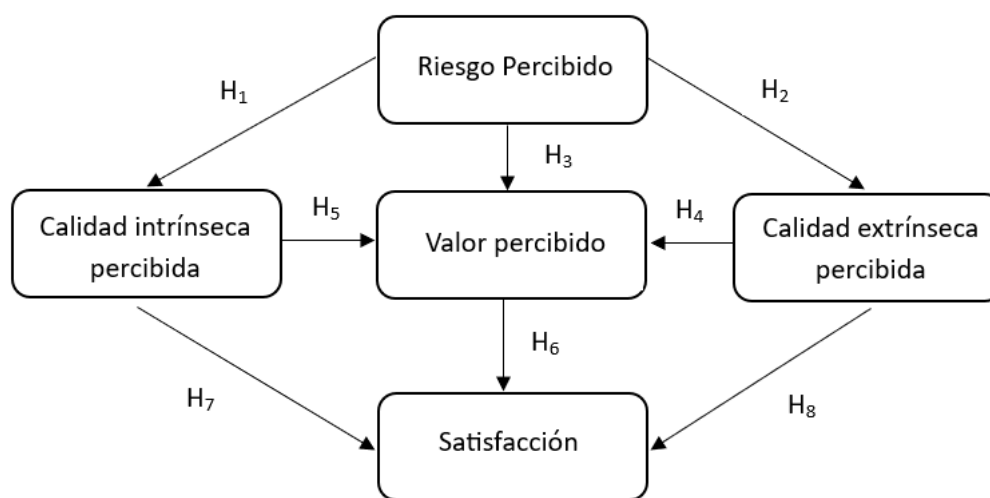 Riesgo Percibido
H₁
H₂
H₃
Calidad intrínseca
percibida
H₅
Valor percibido
H₄
Calidad extrínseca
percibida
H₆
H₇
H₈
Satisfacción